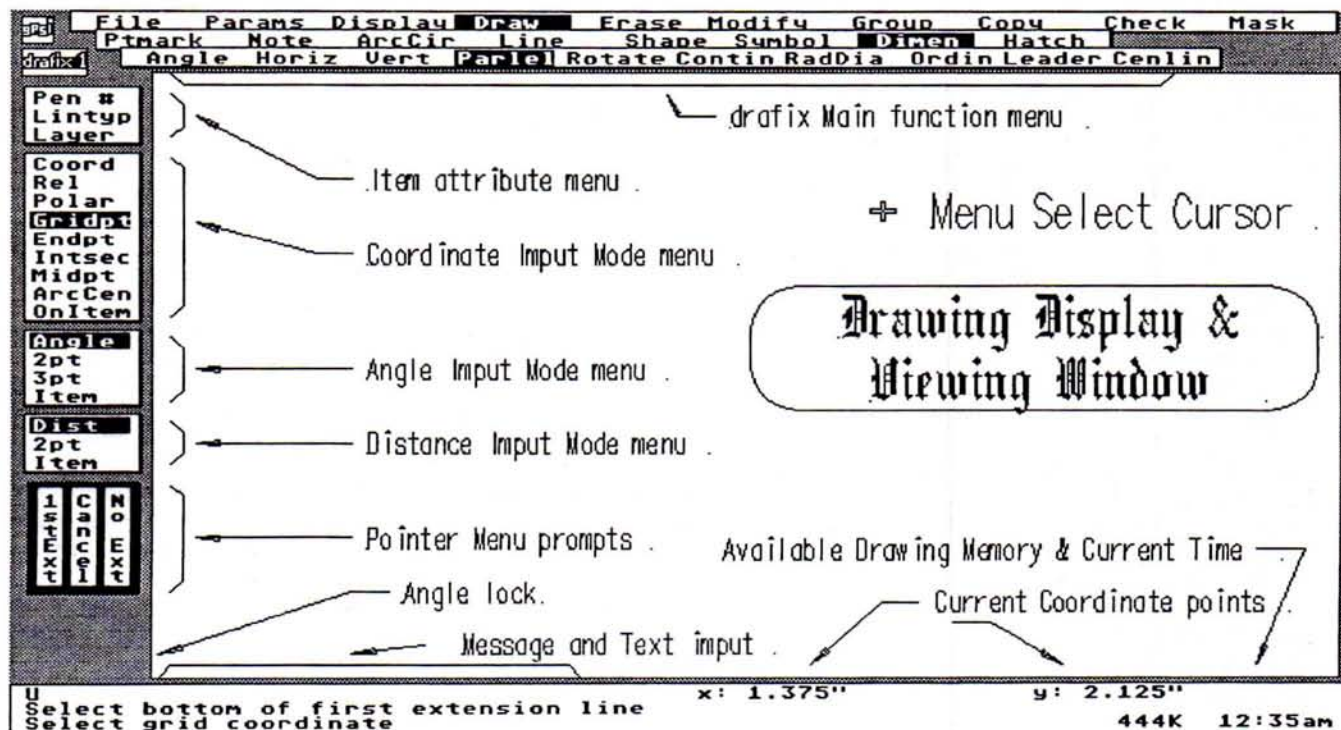 gpsi
File Params Display Draw Erase Modify Group Copy Check Mask
Ptmark Note ArcCir Line Shape Symbol Dimen Hatch
drafix 1
Angle Horiz Vert Parlel Rotate Contin RadDia Ordin Leader Cenlin
Pen #
Lintyp
Layer
drafix Main function menu .
.Item attribute menu .
Coord
Rel
Polar
Gridpt
Endpt
Intsec
Midpt
ArcCen
OnItem
Menu Select Cursor .
Coordinate Imput Mode menu .
Drawing Display &
Viewing Window
Angle
2pt
3pt
Item
Angle Imput Mode menu .
Dist
2pt
Item
Distance Imput Mode menu .
1stExt
Cancel
No Ext
Pointer Menu prompts .
Available Drawing Memory & Current Time
Angle lock.
Current Coordinate points .
Message and Text imput .
U
x: 1.375" y: 2.125"
Select bottom of first extension line
Select grid coordinate
444K 12:35am